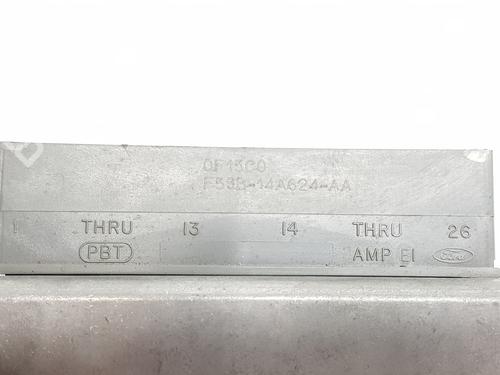 0F15C0
F53B-14A624-AA
1 THRU 13 14 THRU 26
PBT AMP EI Ford